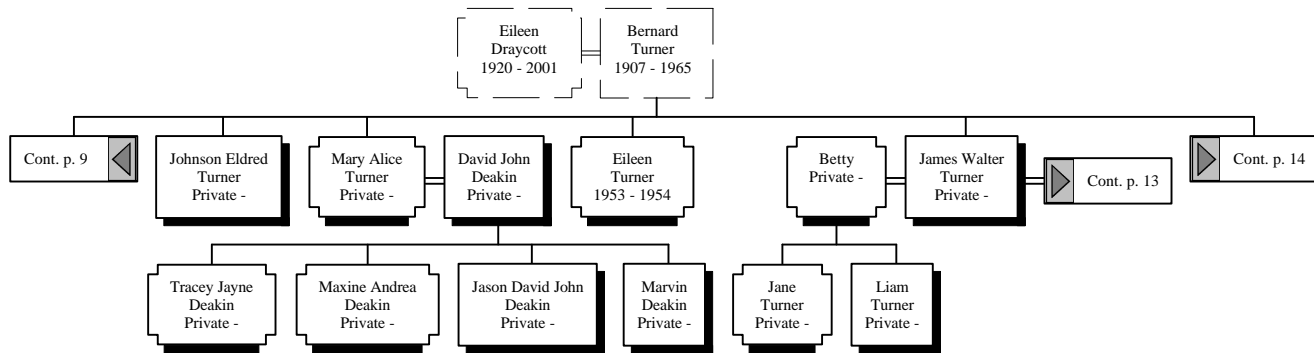 Eileen
Draycott
1920 - 2001
Bernard
Turner
1907 - 1965
Cont. p. 9
Johnson Eldred
Turner
Private -
Mary Alice
Turner
Private -
David John
Deakin
Private -
Eileen
Turner
1953 - 1954
Betty
Private -
James Walter
Turner
Private -
Cont. p. 13
Cont. p. 14
Tracey Jayne
Deakin
Private -
Maxine Andrea
Deakin
Private -
Jason David John
Deakin
Private -
Marvin
Deakin
Private -
Jane
Turner
Private -
Liam
Turner
Private -